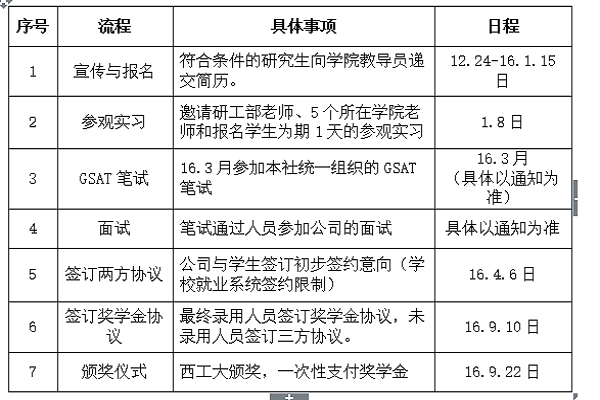 序号 流程 具体事项 日程
1 宣传与报名 符合条件的研究生向学院教导员递交简历。 12.24-16.1.15日
2 参观实习 邀请研工部老师、5个所在学院老师和报名学生为期1天的参观实习 1.8日
3 GSAT笔试 16.3月参加本社统一组织的GSAT笔试 16.3月（具体以通知为准）
4 面试 笔试通过人员参加公司的面试 具体以通知为准
5 签订两方协议 公司与学生签订初步签约意向（学校就业系统签约限制） 16.4.6日
6 签订奖学金协议 最终录用人员签订奖学金协议，未录用人员签订三方协议。 16.9.10日
7 颁奖仪式 西工大颁奖，一次性支付奖学金 16.9.22日